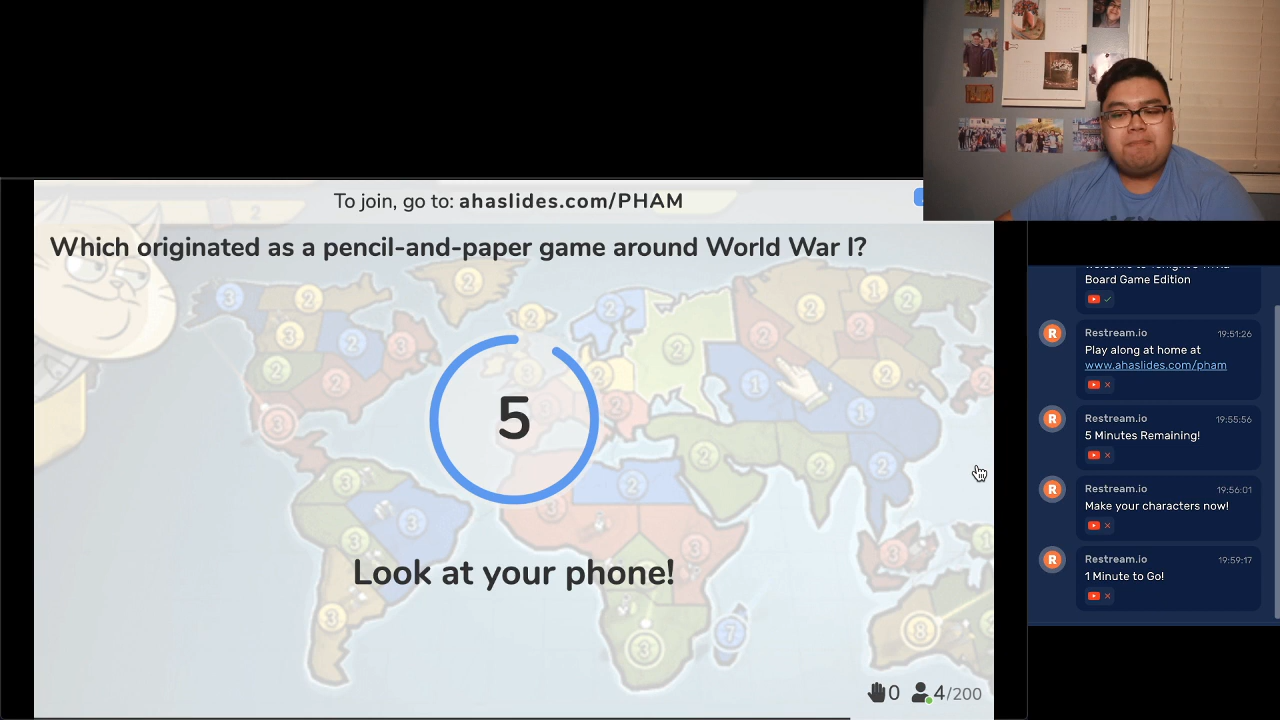 To join, go to: ahaslides.com/PHAM
Which originated as a pencil-and-paper game around World War I?
5
Look at your phone!
0 4/200
Board Game Edition
Restream.io 19:51:26
Play along at home at
www.ahaslides.com/pham
Restream.io 19:55:56
5 Minutes Remaining!
Restream.io 19:56:01
Make your characters now!
Restream.io 19:59:17
1 Minute to Go!